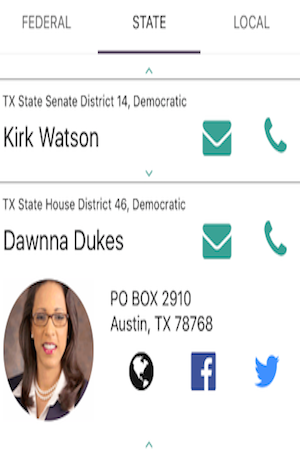 FEDERAL STATE LOCAL
TX State Senate District 14, Democratic
Kirk Watson
TX State House District 46, Democratic
Dawnna Dukes
PO BOX 2910
Austin, TX 78768